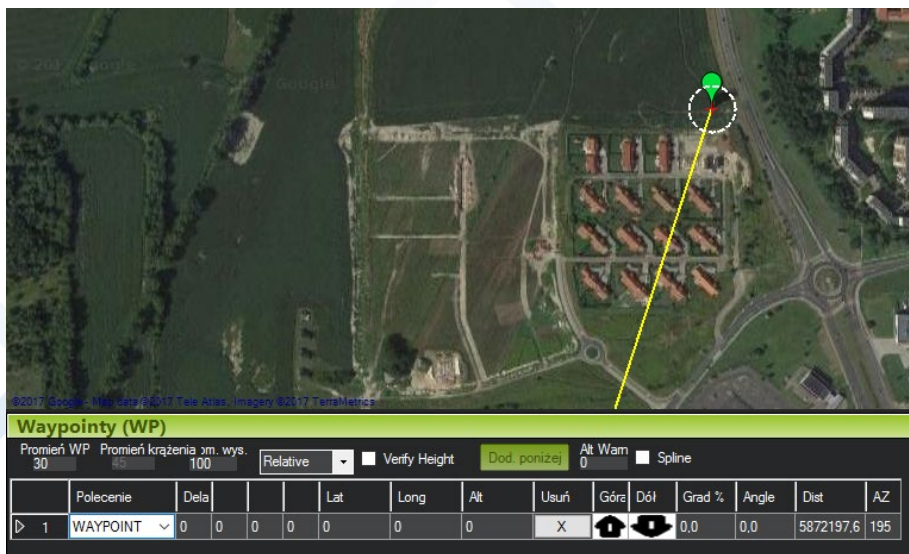 Google
©2017 Google - Map data ©2017 Tele Atlas, Imagery ©2017 TerraMetrics
Waypointy (WP)
Promień WP Promień krążenia om. wys. Alt Warn
30 45 100 Relative Verify Height Dod. poniżej 0 Spline
Polecenie Dela Lat Long Alt Usuń Góra Dół Grad % Angle Dist AZ
1 WAYPOINT 0 0 0 0 0 0 0 X 0,0 0,0 5872197,6 195